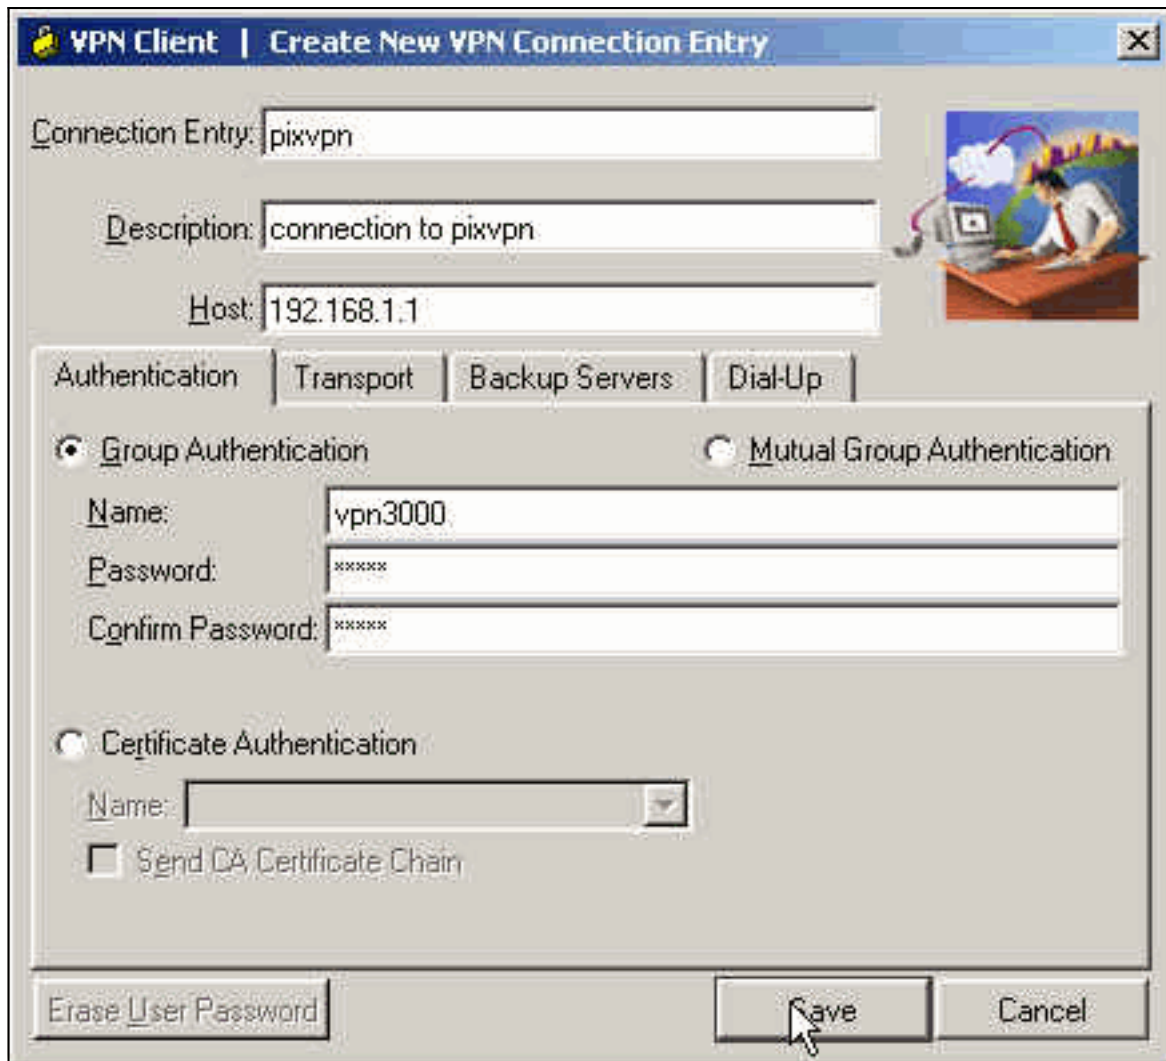 VPN Client | Create New VPN Connection Entry
Connection Entry: pixvpn
Description: connection to pixvpn
Host: 192.168.1.1
Authentication Transport Backup Servers Dial-Up
Group Authentication Mutual Group Authentication
Name: vpn3000
Password: *****
Confirm Password: *****
Certificate Authentication
Name:
Send CA Certificate Chain
Erase User Password Save Cancel